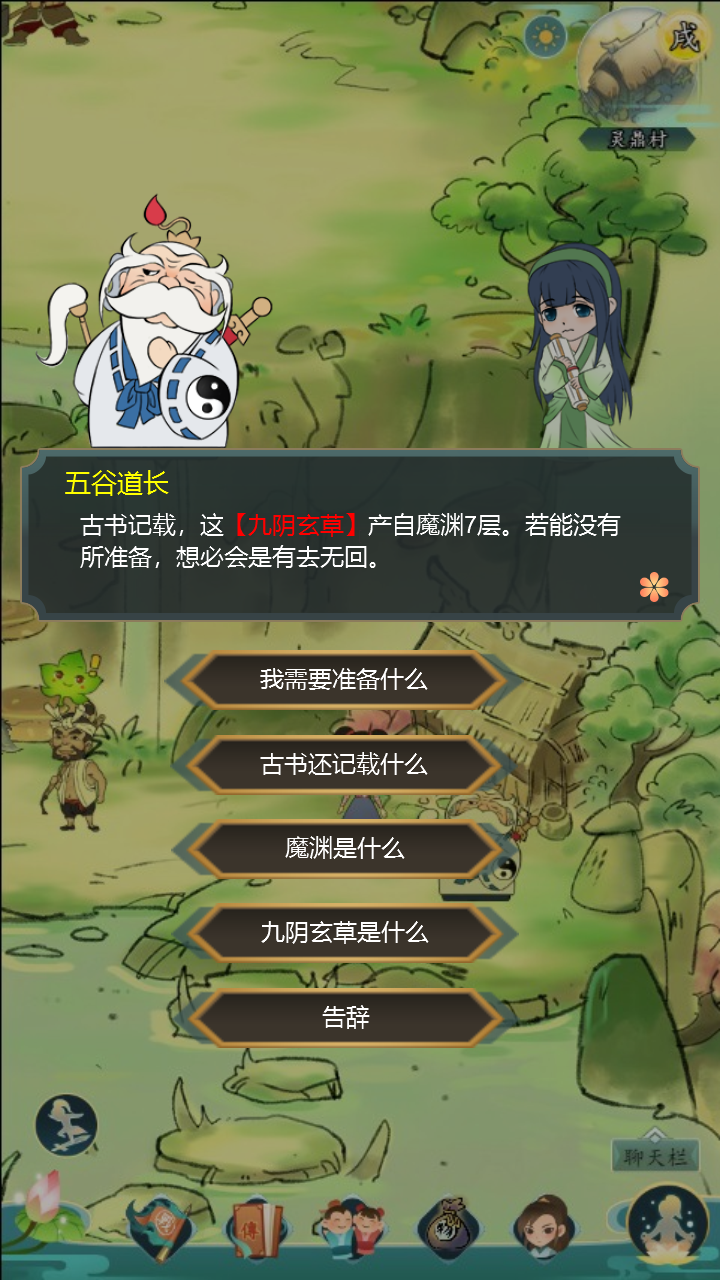 戌
灵鼎村
五谷道长
古书记载，这【九阴玄草】产自魔渊7层。若能没有
所准备，想必会是有去无回。
我需要准备什么
古书还记载什么
魔渊是什么
九阴玄草是什么
告辞
聊天栏
傳
物